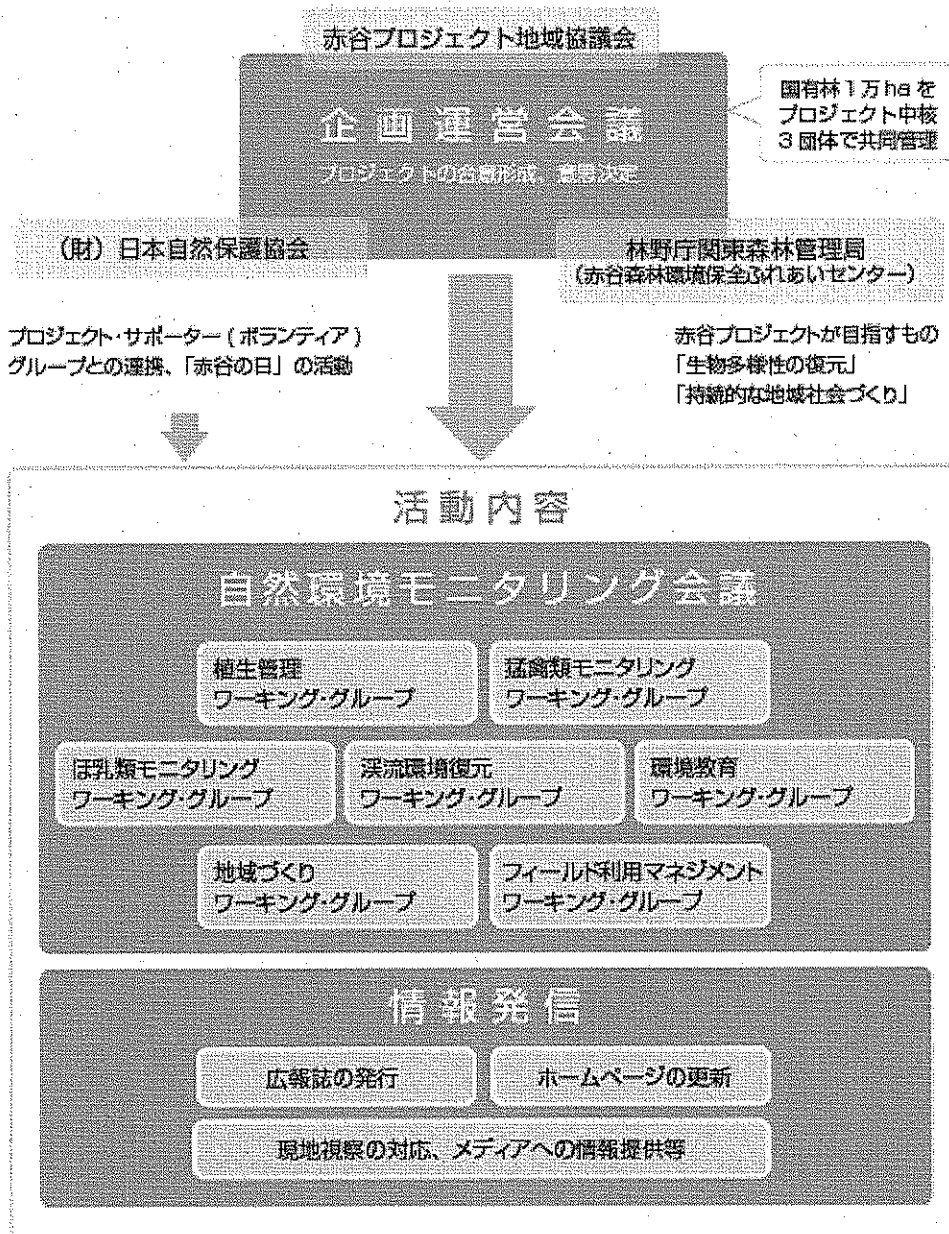 赤谷プロジェクト地域協議会
企画運営会議
プロジェクトの合意形成、意思決定
国有林1万haを
プロジェクト中核
3団体で共同管理
(財)日本自然保護協会
林野庁関東森林管理局
(赤谷森林環境保全ふれあいセンター)
プロジェクト・サポーター(ボランティア)
グループとの連携、「赤谷の日」の活動
赤谷プロジェクトが目指すもの
「生物多様性の復元」
「持続的な地域社会づくり」
活動内容
自然環境モニタリング会議
植生管理
ワーキング・グループ
猛禽類モニタリング
ワーキング・グループ
ほ乳類モニタリング
ワーキング・グループ
渓流環境復元
ワーキング・グループ
環境教育
ワーキング・グループ
地域づくり
ワーキング・グループ
フィールド利用マネジメント
ワーキング・グループ
情報発信
広報誌の発行
ホームページの更新
現地視察の対応、メディアへの情報提供等